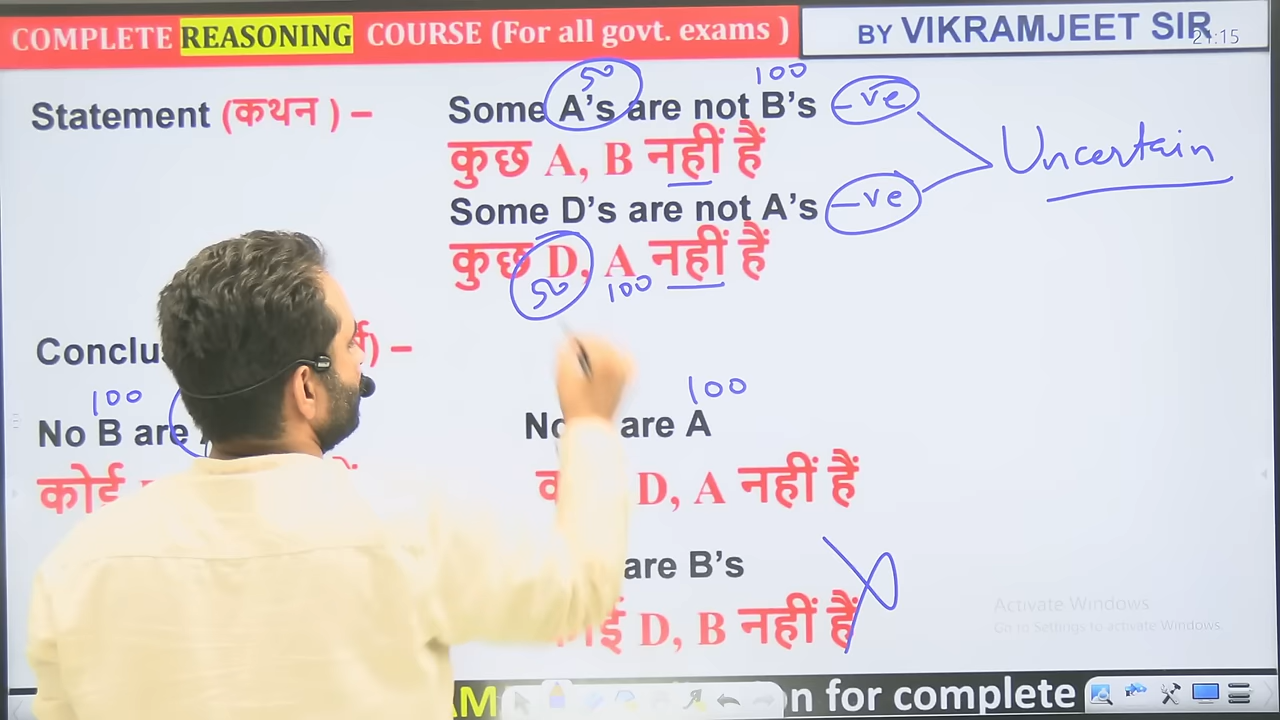 COMPLETE REASONING COURSE (For all govt. exams )
BY VIKRAMJEET SIR
21:15
50
100
Statement (कथन ) –
Some A's are not B's
-ve
कुछ A, B नहीं हैं
Uncertain
Some D's are not A's
-ve
कुछ D, A नहीं हैं
50
100
–
100
100
No B are
are A
कोई
D, A नहीं हैं
are B's
D, B नहीं हैं
Activate Windows
Go to Settings to activate Windows.
for complete